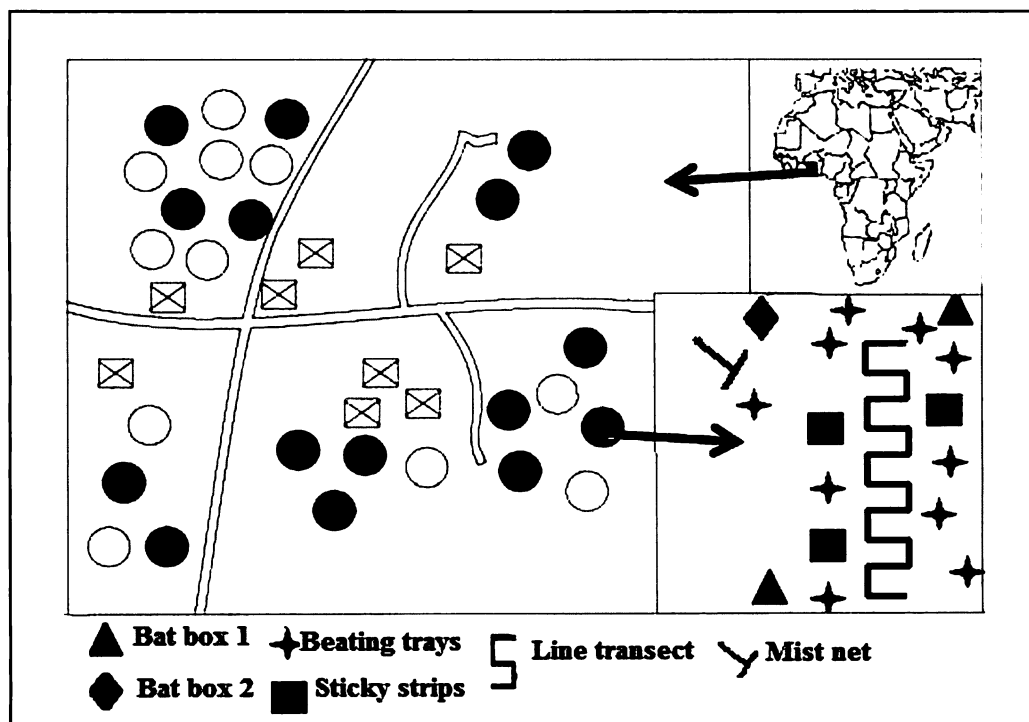 Bat box 1
Beating trays
Line transect
Mist net
Bat box 2
Sticky strips